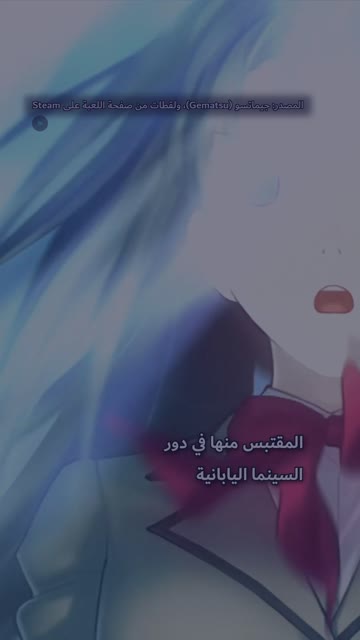 المصدر: جيماتسو (Gematsu)، ولقطات من صفحة اللعبة على Steam
المقتبس منها في دور
السينما اليابانية